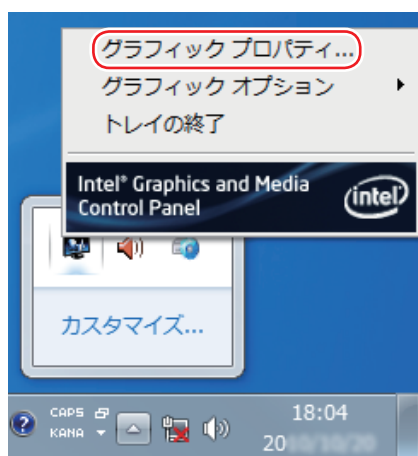 グラフィック プロパティ...
グラフィック オプション
トレイの終了
Intel® Graphics and Media
Control Panel
intel
カスタマイズ...
CAPS
KANA
18:04
20